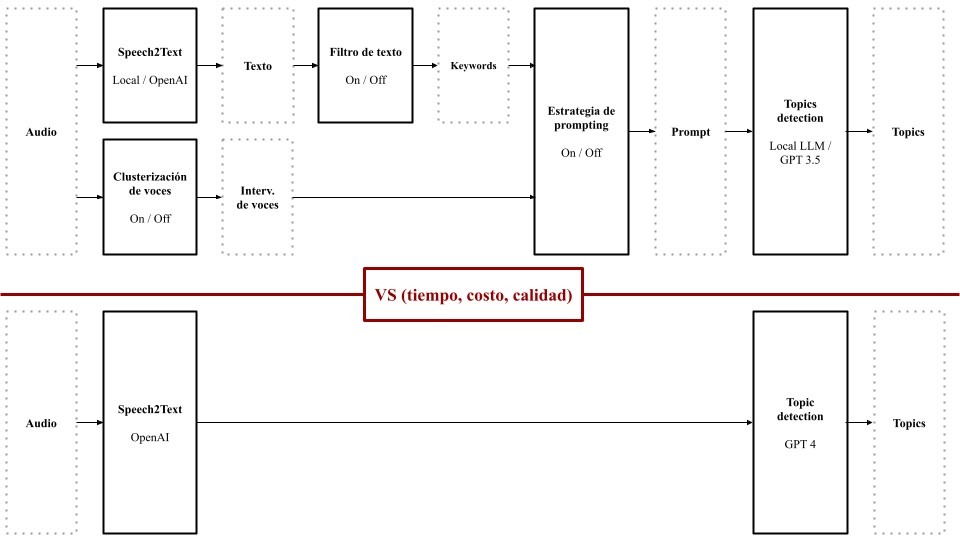 Audio
Speech2Text
Local / OpenAI
Texto
Filtro de texto
On / Off
Keywords
Clusterización
de voces
On / Off
Interv.
de voces
Estrategia de
prompting
On / Off
Prompt
Topics
detection
Local LLM /
GPT 3.5
Topics
VS (tiempo, costo, calidad)
Audio
Speech2Text
OpenAI
Topic
detection
GPT 4
Topics